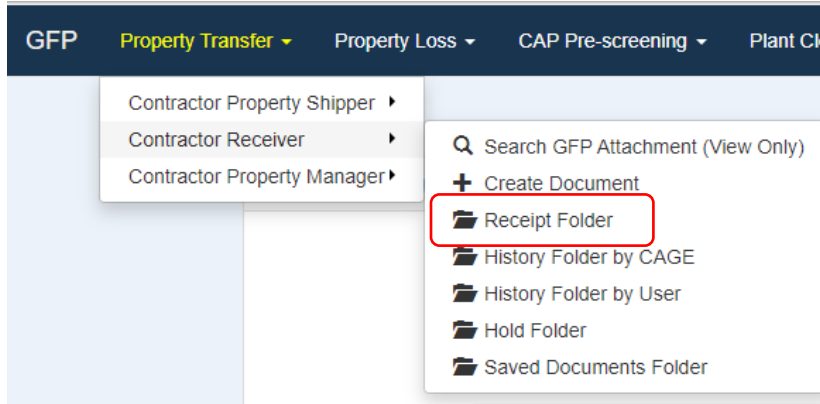 GFP Property Transfer Property Loss CAP Pre-screening Plant
Contractor Property Shipper
Contractor Receiver
Contractor Property Manager
Search GFP Attachment (View Only)
Create Document
Receipt Folder
History Folder by CAGE
History Folder by User
Hold Folder
Saved Documents Folder